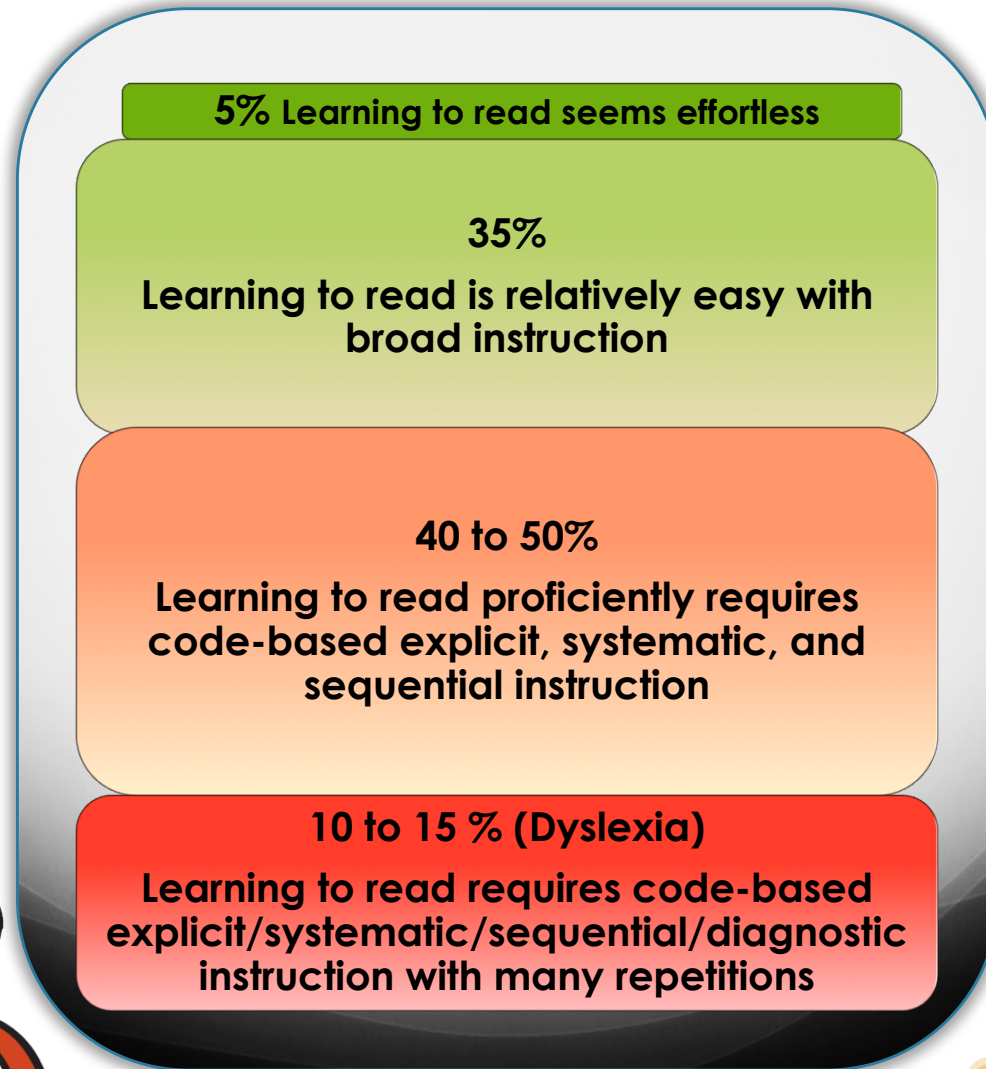 5% Learning to read seems effortless
35%
Learning to read is relatively easy with
broad instruction
40 to 50%
Learning to read proficiently requires
code-based explicit, systematic, and
sequential instruction
10 to 15 % (Dyslexia)
Learning to read requires code-based
explicit/systematic/sequential/diagnostic
instruction with many repetitions